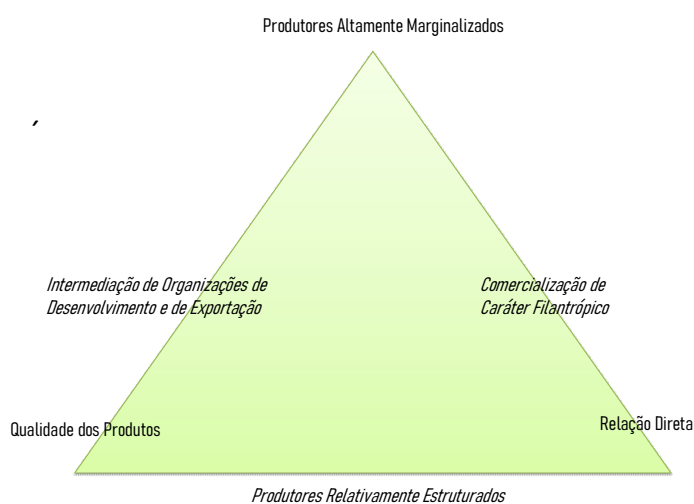 Produtores Altamente Marginalizados
´
Intermediação de Organizações de
Desenvolvimento e de Exportação
Comercialização de
Caráter Filantrópico
Qualidade dos Produtos
Relação Direta
Produtores Relativamente Estruturados